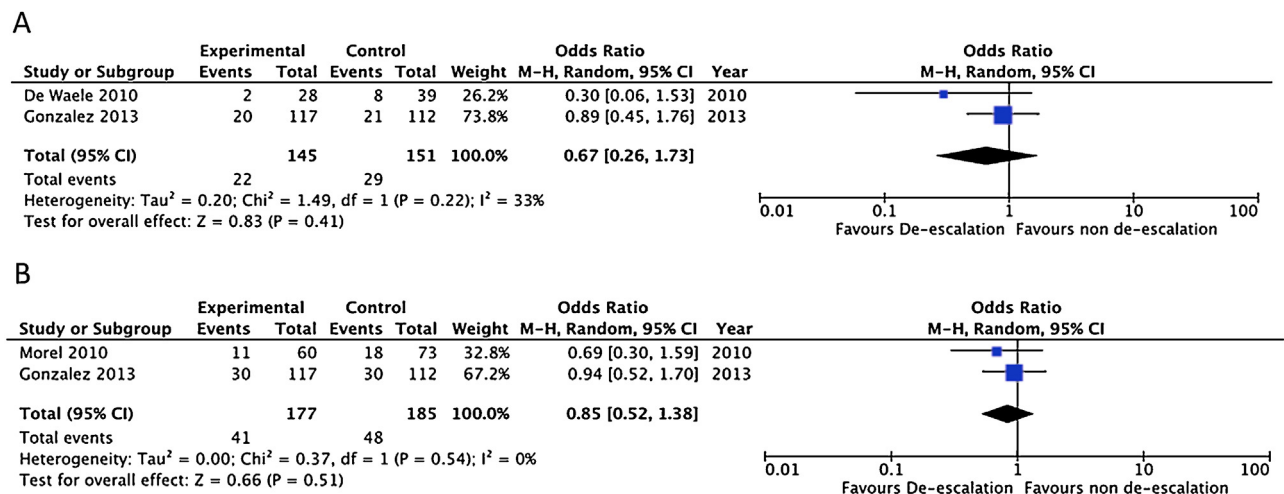 A
Experimental Control Odds Ratio Odds Ratio
Study or Subgroup Events Total Events Total Weight M-H, Random, 95% CI Year M-H, Random, 95% CI
De Waele 2010 2 28 8 39 26.2% 0.30 [0.06, 1.53] 2010
Gonzalez 2013 20 117 21 112 73.8% 0.89 [0.45, 1.76] 2013
Total (95% CI) 145 151 100.0% 0.67 [0.26, 1.73]
Total events 22 29
Heterogeneity: Tau² = 0.20; Chi² = 1.49, df = 1 (P = 0.22); I² = 33%
Test for overall effect: Z = 0.83 (P = 0.41)
0.01 0.1 1 10 100
Favours De-escalation Favours non de-escalation
B
Experimental Control Odds Ratio Odds Ratio
Study or Subgroup Events Total Events Total Weight M-H, Random, 95% CI Year M-H, Random, 95% CI
Morel 2010 11 60 18 73 32.8% 0.69 [0.30, 1.59] 2010
Gonzalez 2013 30 117 30 112 67.2% 0.94 [0.52, 1.70] 2013
Total (95% CI) 177 185 100.0% 0.85 [0.52, 1.38]
Total events 41 48
Heterogeneity: Tau² = 0.00; Chi² = 0.37, df = 1 (P = 0.54); I² = 0%
Test for overall effect: Z = 0.66 (P = 0.51)
0.01 0.1 1 10 100
Favours De-escalation Favours non de-escalation